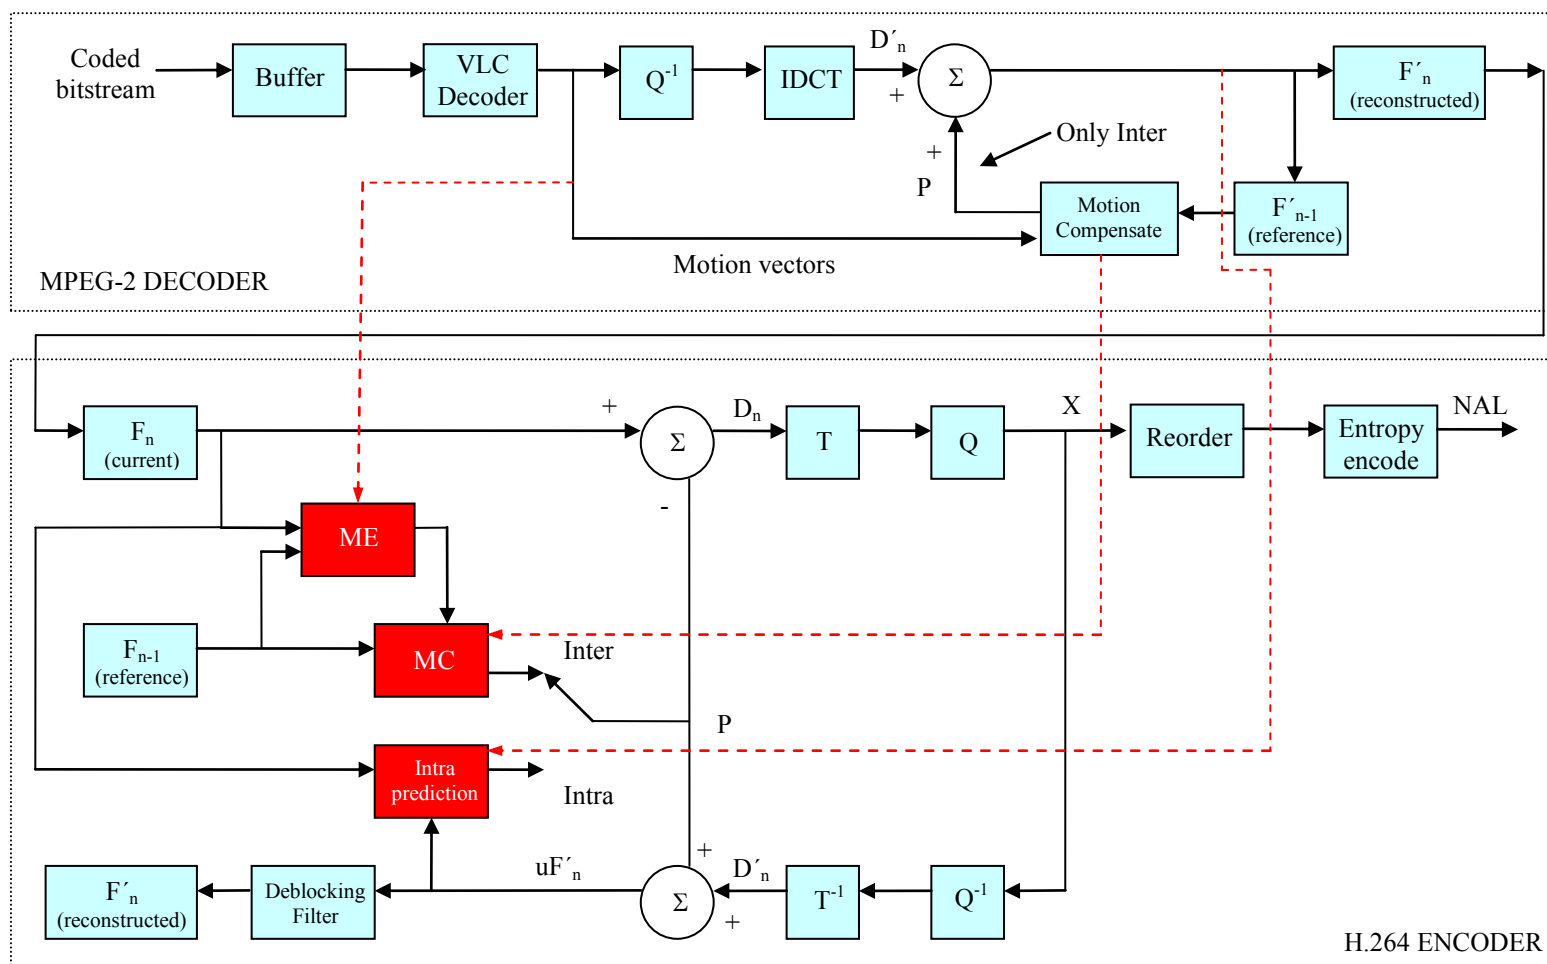 Coded
bitstream
Buffer
VLC
Decoder
Q⁻¹
IDCT
D´ₙ
+
Σ
F´ₙ
(reconstructed)
Only Inter
+
P
Motion
Compensate
F´ₙ₋₁
(reference)
Motion vectors
MPEG-2 DECODER
Fₙ
(current)
+
Σ
-
Dₙ
T
Q
X
Reorder
Entropy
encode
NAL
ME
Fₙ₋₁
(reference)
MC
Inter
P
Intra
prediction
Intra
F´ₙ
(reconstructed)
Deblocking
Filter
uF´ₙ
+
Σ
+
D´ₙ
T⁻¹
Q⁻¹
H.264 ENCODER